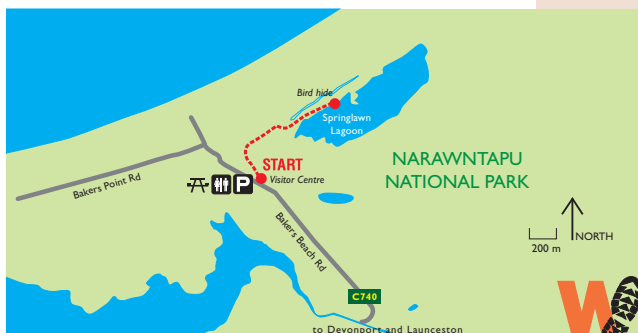 Bird hide
Springlawn
Lagoon
START
Visitor Centre
NARAWNTAPU
NATIONAL PARK
P
Bakers Point Rd
Bakers Beach Rd
NORTH
200 m
C740
W
to Devonport and Launceston